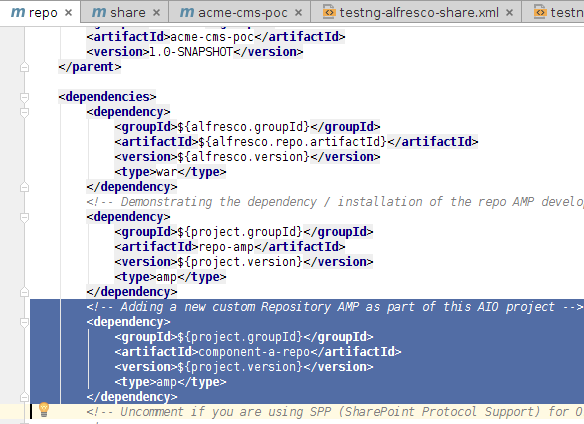 m repo × m share × m acme-cms-poc × testng-alfresco-share.xml × testn
<artifactId>acme-cms-poc</artifactId>
<version>1.0-SNAPSHOT</version>
</parent>
<dependencies>
<dependency>
<groupId>${alfresco.groupId}</groupId>
<artifactId>${alfresco.repo.artifactId}</artifactId>
<version>${alfresco.version}</version>
<type>war</type>
</dependency>
<!-- Demonstrating the dependency / installation of the repo AMP develop
<dependency>
<groupId>${project.groupId}</groupId>
<artifactId>repo-amp</artifactId>
<version>${project.version}</version>
<type>amp</type>
</dependency>
<!-- Adding a new custom Repository AMP as part of this AIO project -->
<dependency>
<groupId>${project.groupId}</groupId>
<artifactId>component-a-repo</artifactId>
<version>${project.version}</version>
<type>amp</type>
</dependency>
<!-- Uncomment if you are using SPP (SharePoint Protocol Support) for O